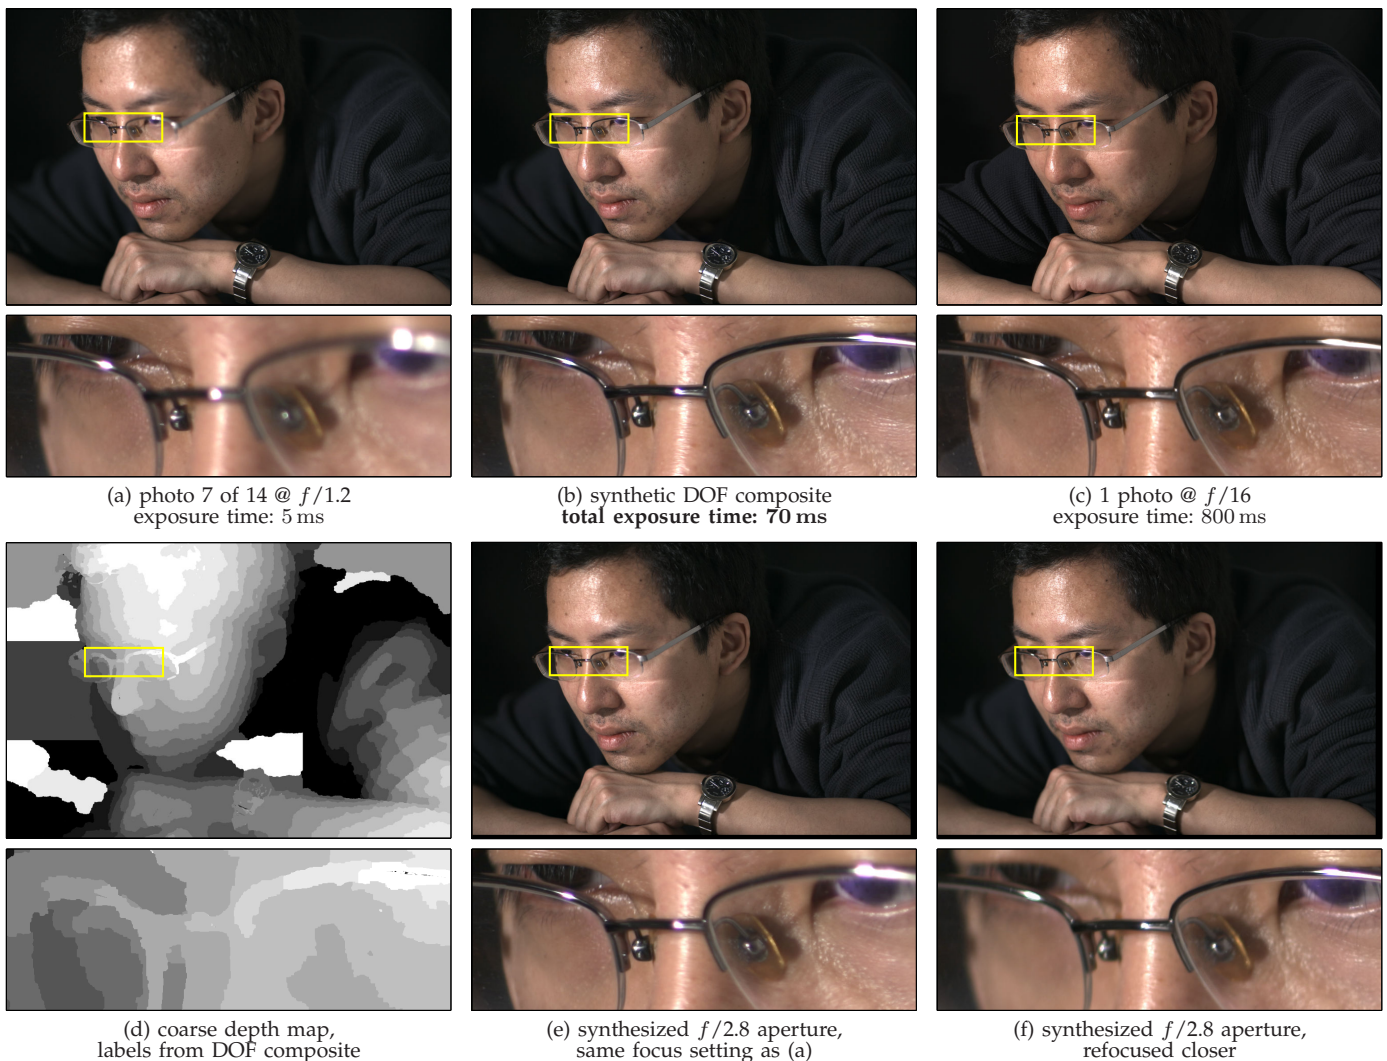 (a) photo 7 of 14 @ f/1.2
exposure time: 5 ms
(b) synthetic DOF composite
total exposure time: 70 ms
(c) 1 photo @ f/16
exposure time: 800 ms
(d) coarse depth map,
labels from DOF composite
(e) synthesized f/2.8 aperture,
same focus setting as (a)
(f) synthesized f/2.8 aperture,
refocused closer